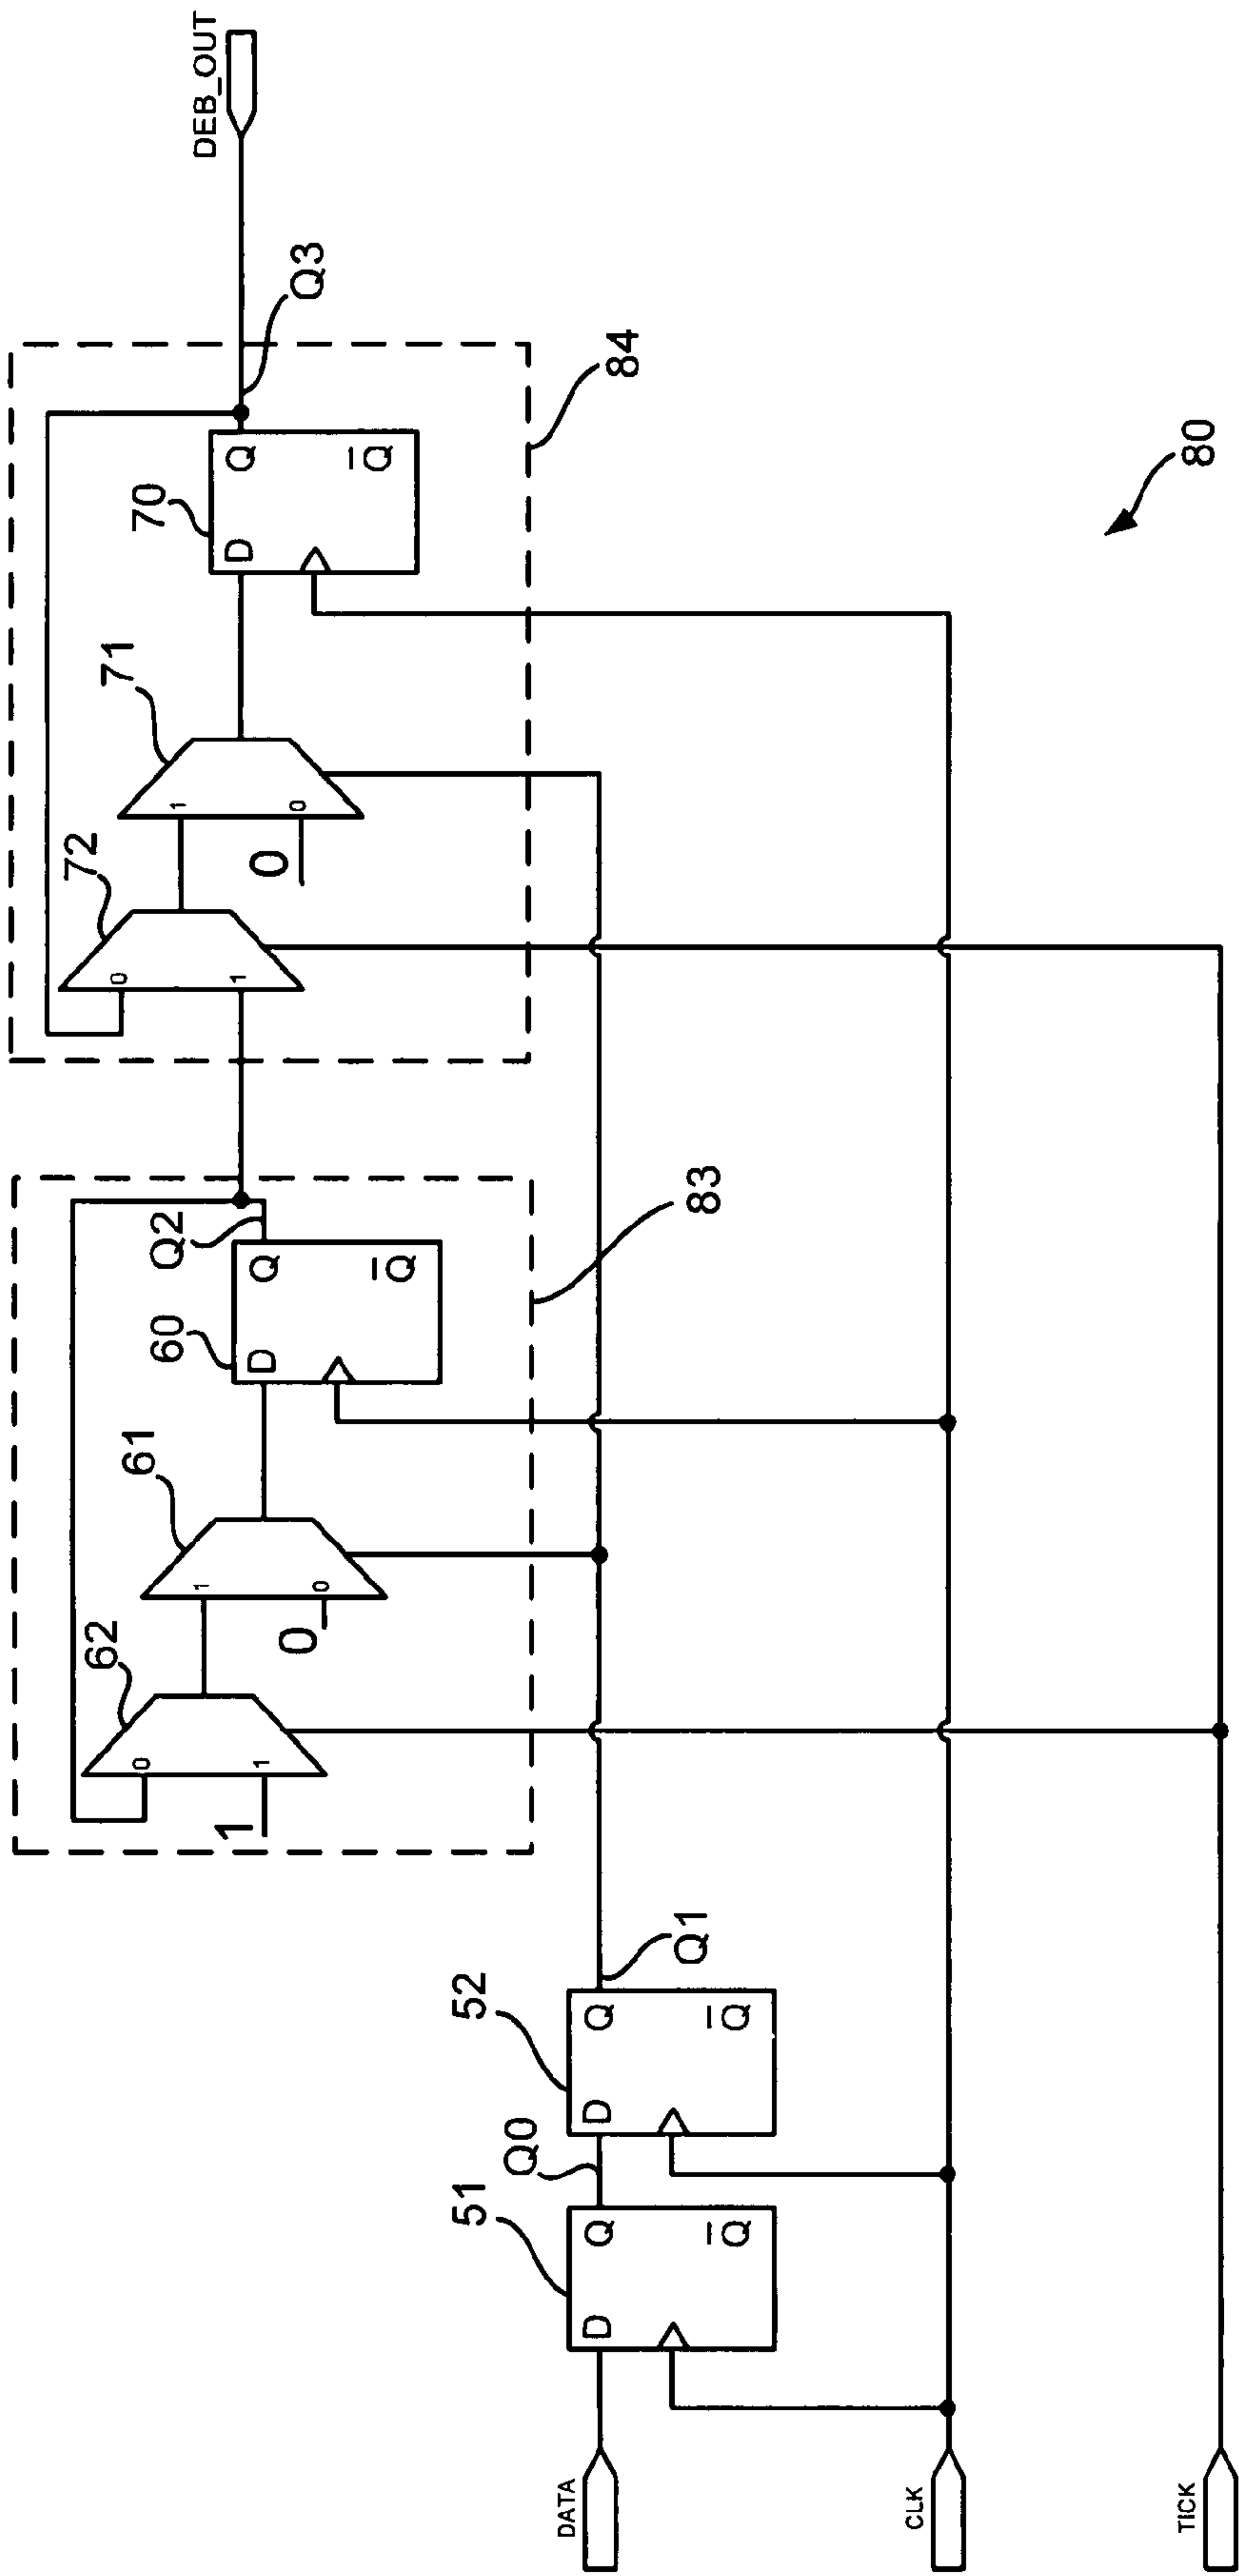 DEB_OUT
Q3
84
70
D
Q
Q̅
71
1
0
0
72
0
1
80
83
Q2
60
D
Q
Q̅
61
1
0
0
62
0
1
1
Q1
52
D
Q
Q̅
Q0
51
D
Q
Q̅
DATA
CLK
TICK